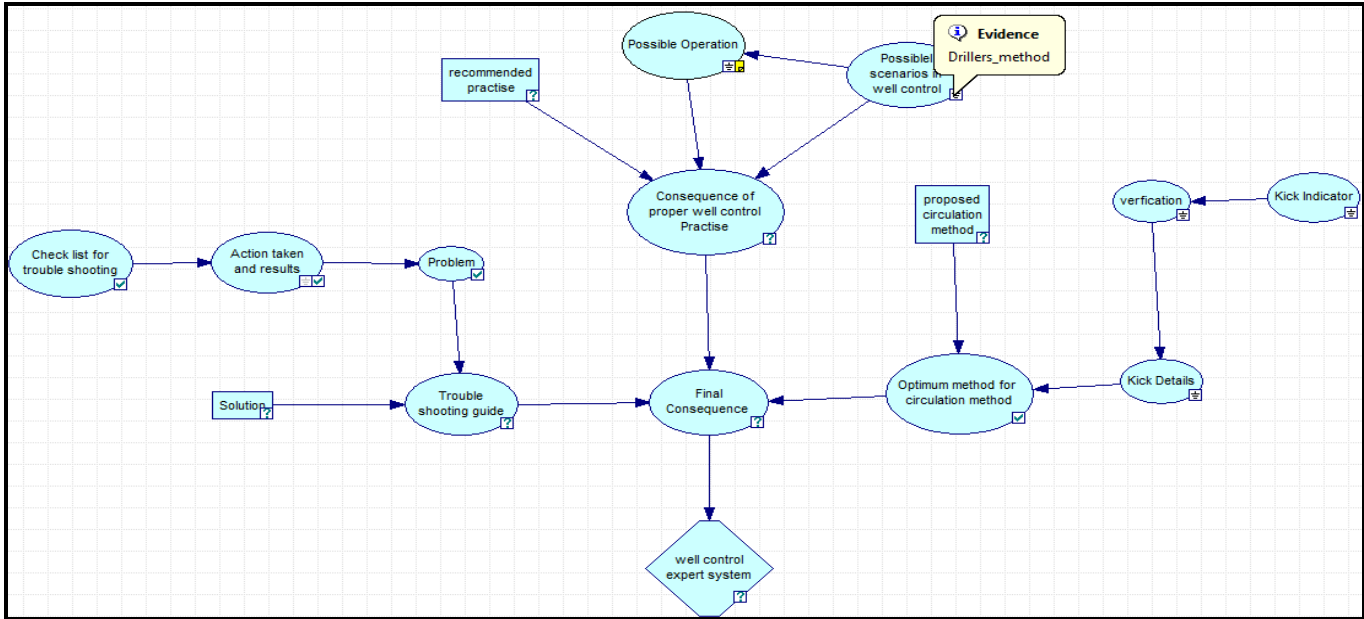 Possible Operation
Evidence
Drillers_method
Possible
scenarios in
well control
recommended
practise
Consequence of
proper well control
Practise
proposed
circulation
method
verfication
Kick Indicator
Check list for
trouble shooting
Action taken
and results
Problem
Solution
Trouble
shooting guide
Final
Consequence
Optimum method for
circulation method
Kick Details
well control
expert system